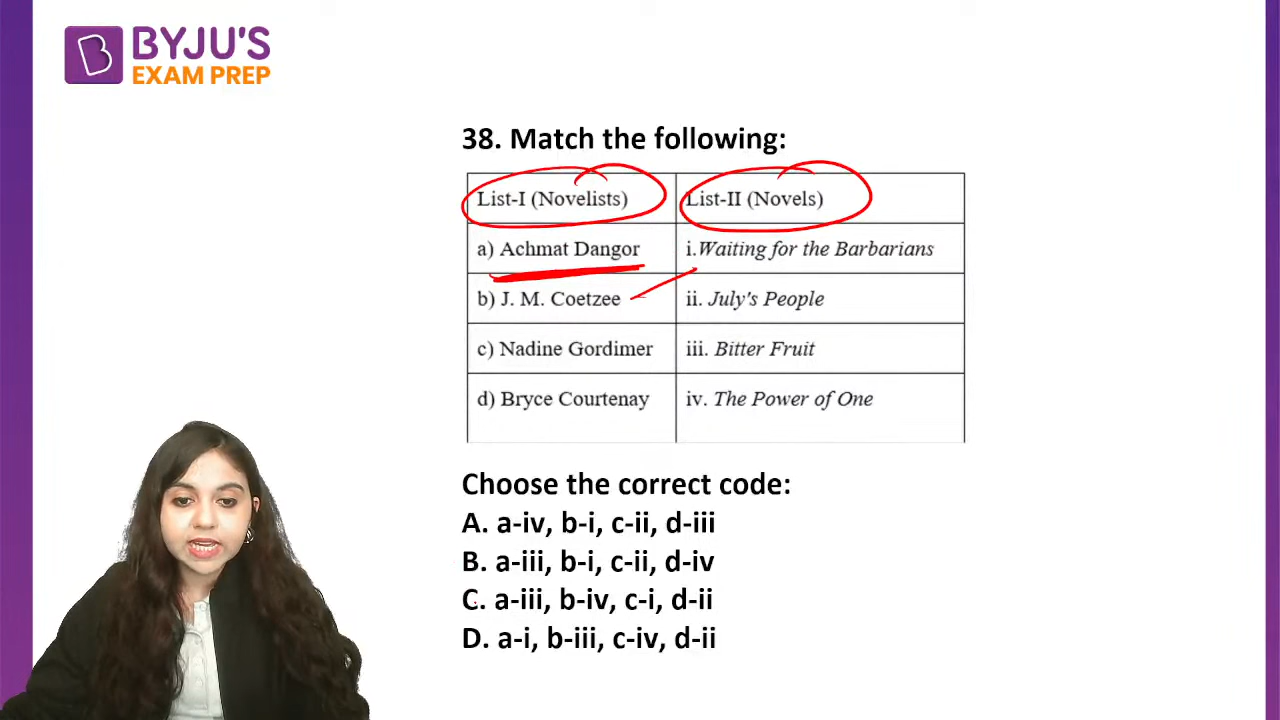 BYJU'S
EXAM PREP
38. Match the following:
List-I (Novelists) List-II (Novels)
a) Achmat Dangor i.Waiting for the Barbarians
b) J. M. Coetzee ii. July's People
c) Nadine Gordimer iii. Bitter Fruit
d) Bryce Courtenay iv. The Power of One
Choose the correct code:
A. a-iv, b-i, c-ii, d-iii
B. a-iii, b-i, c-ii, d-iv
C. a-iii, b-iv, c-i, d-ii
D. a-i, b-iii, c-iv, d-ii